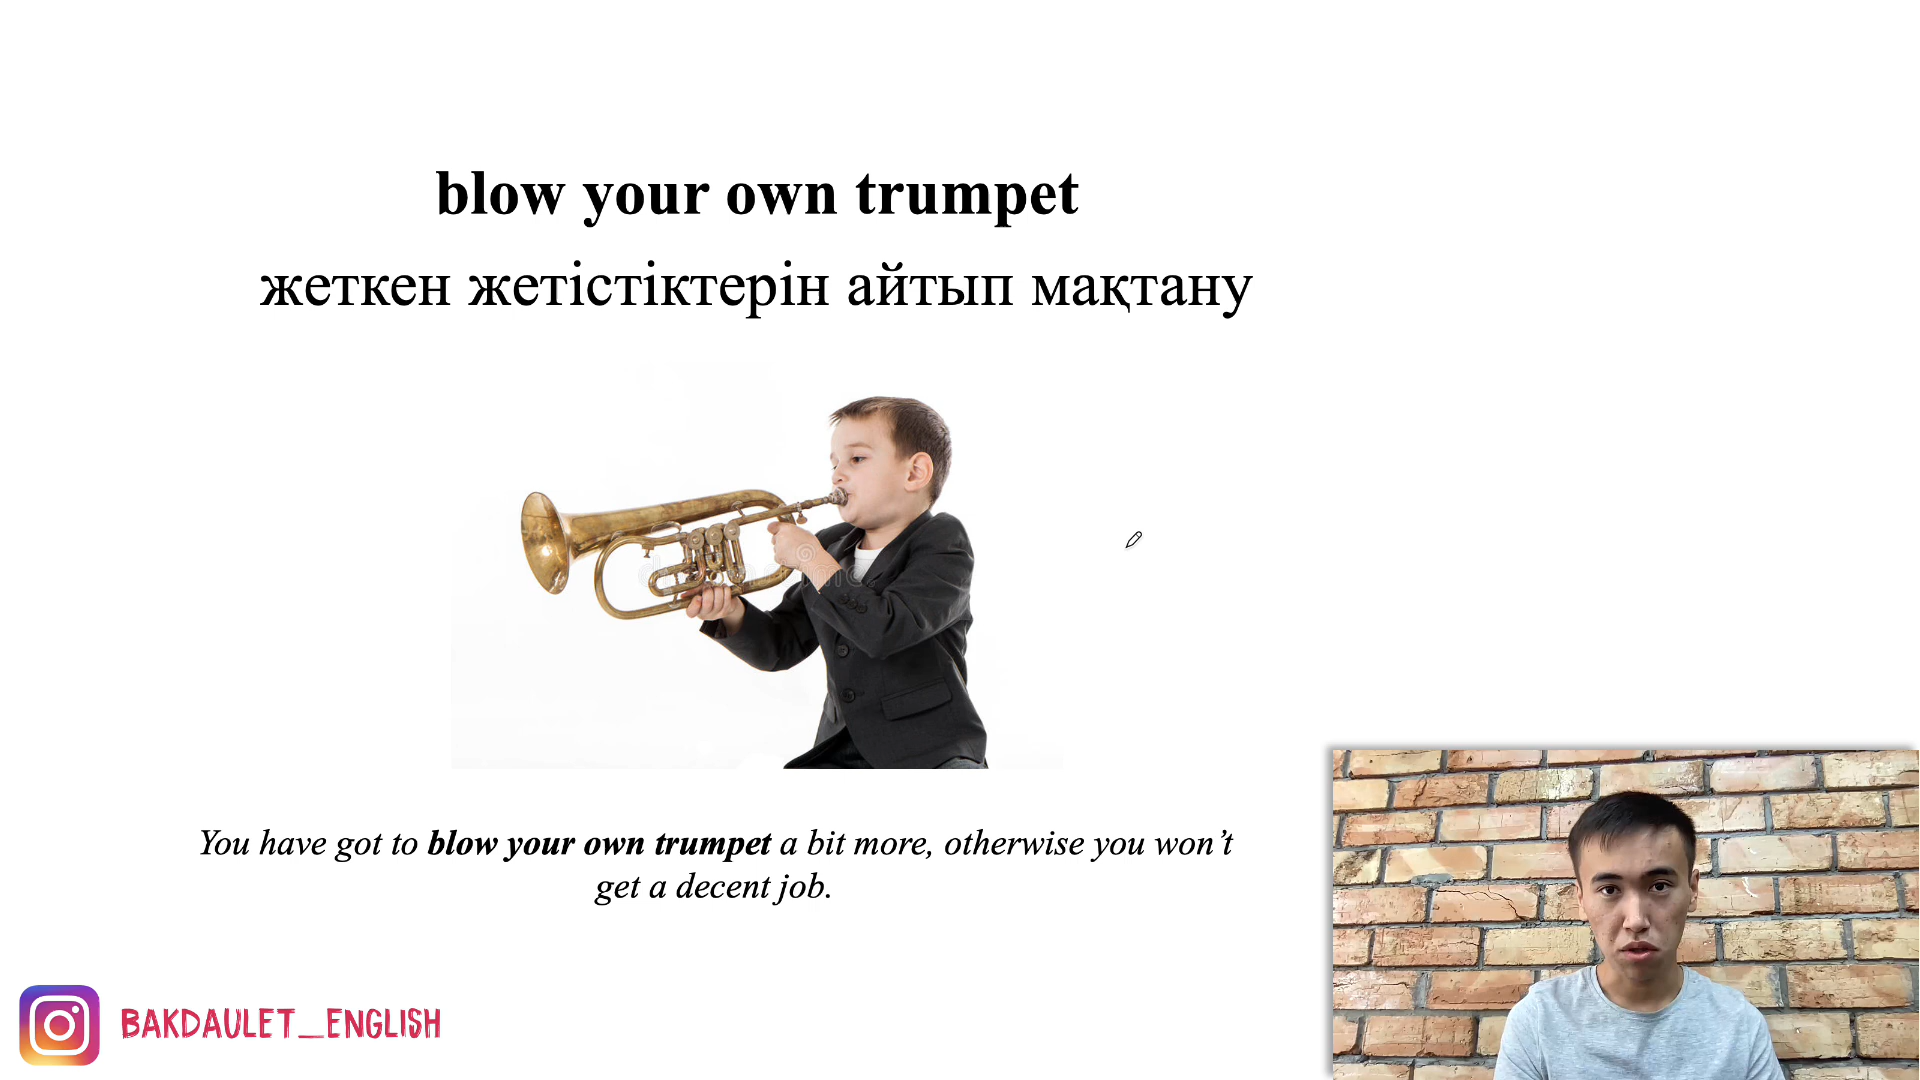 blow your own trumpet
жеткен жетістіктерін айтып мақтану
You have got to blow your own trumpet a bit more, otherwise you won’t
get a decent job.
BAKDAULET_ENGLISH